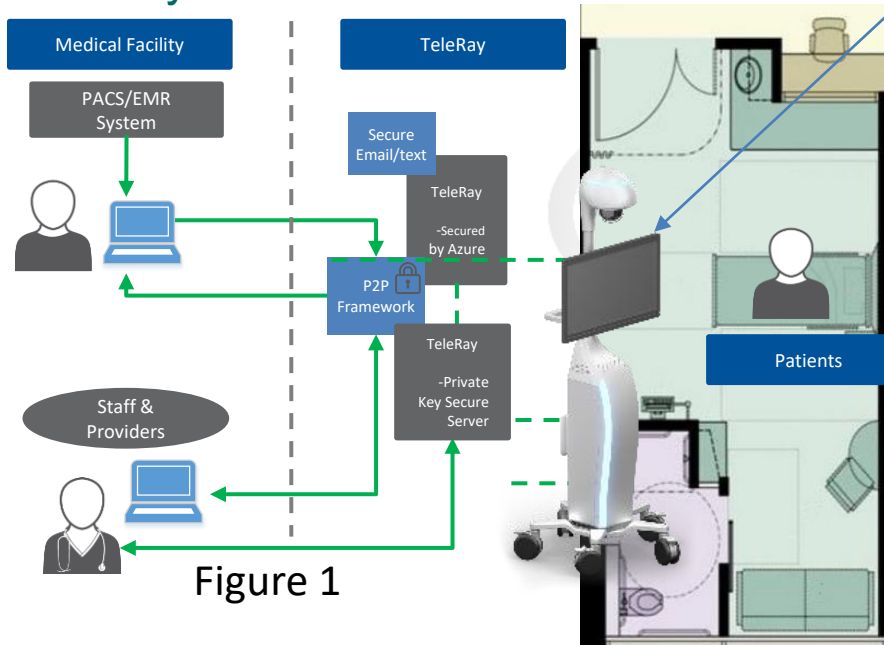 Medical Facility
TeleRay
PACS/EMR
System
Secure
Email/text
TeleRay
-Secured
by Azure
P2P
Framework
TeleRay
-Private
Key Secure
Server
Patients
Staff &
Providers
Figure 1